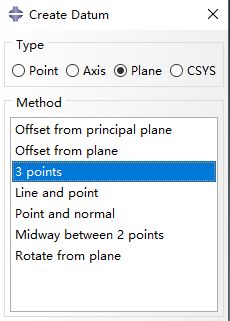 Create Datum
Type
Point Axis Plane CSYS
Method
Offset from principal plane
Offset from plane
3 points
Line and point
Point and normal
Midway between 2 points
Rotate from plane